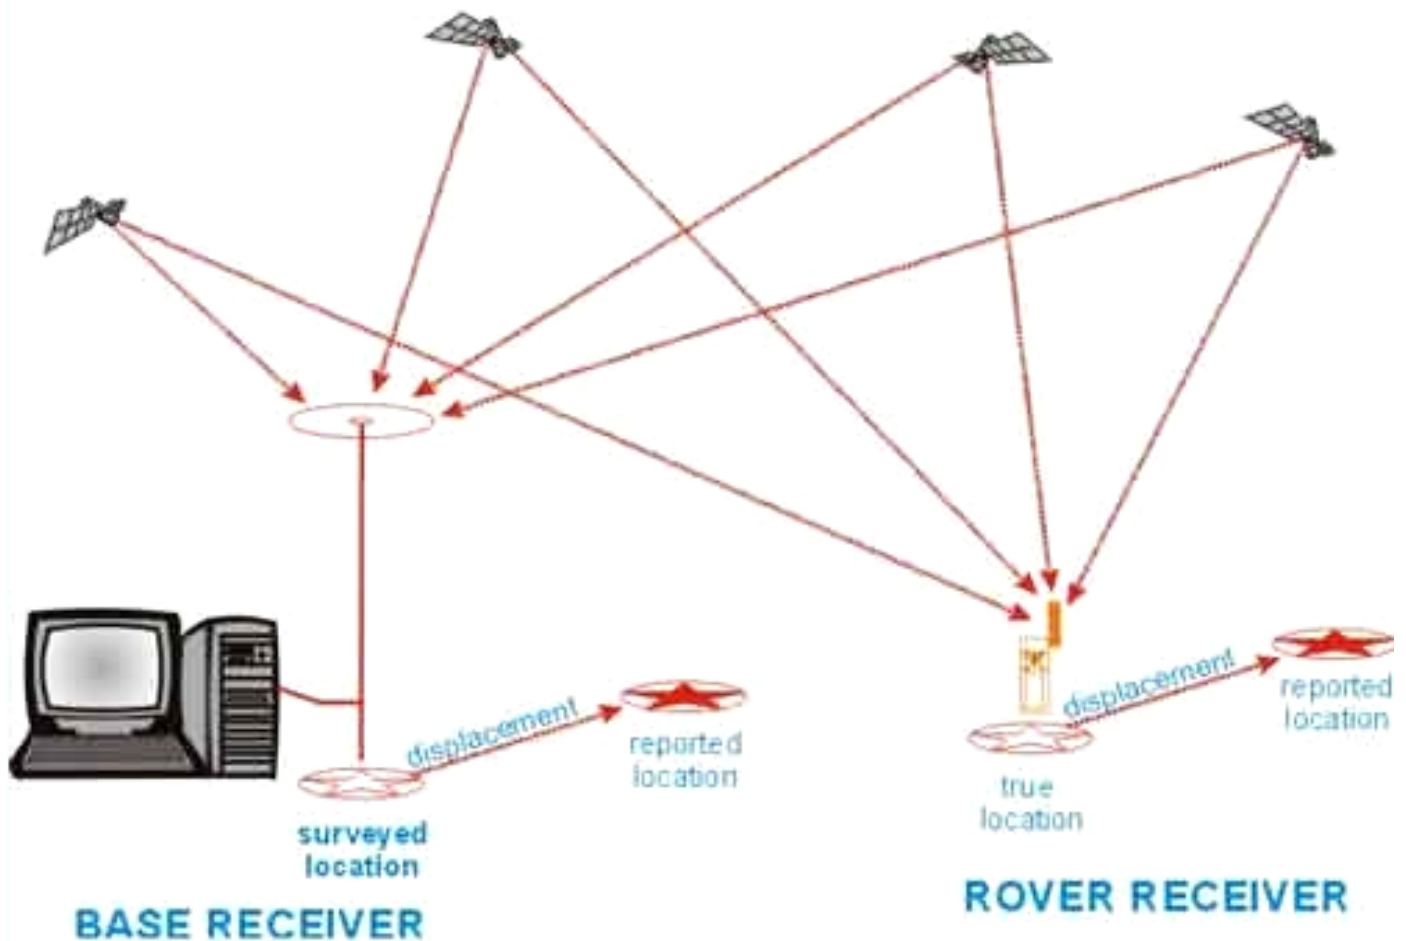 displacement
reported
location
surveyed
location
BASE RECEIVER
displacement
reported
location
true
location
ROVER RECEIVER